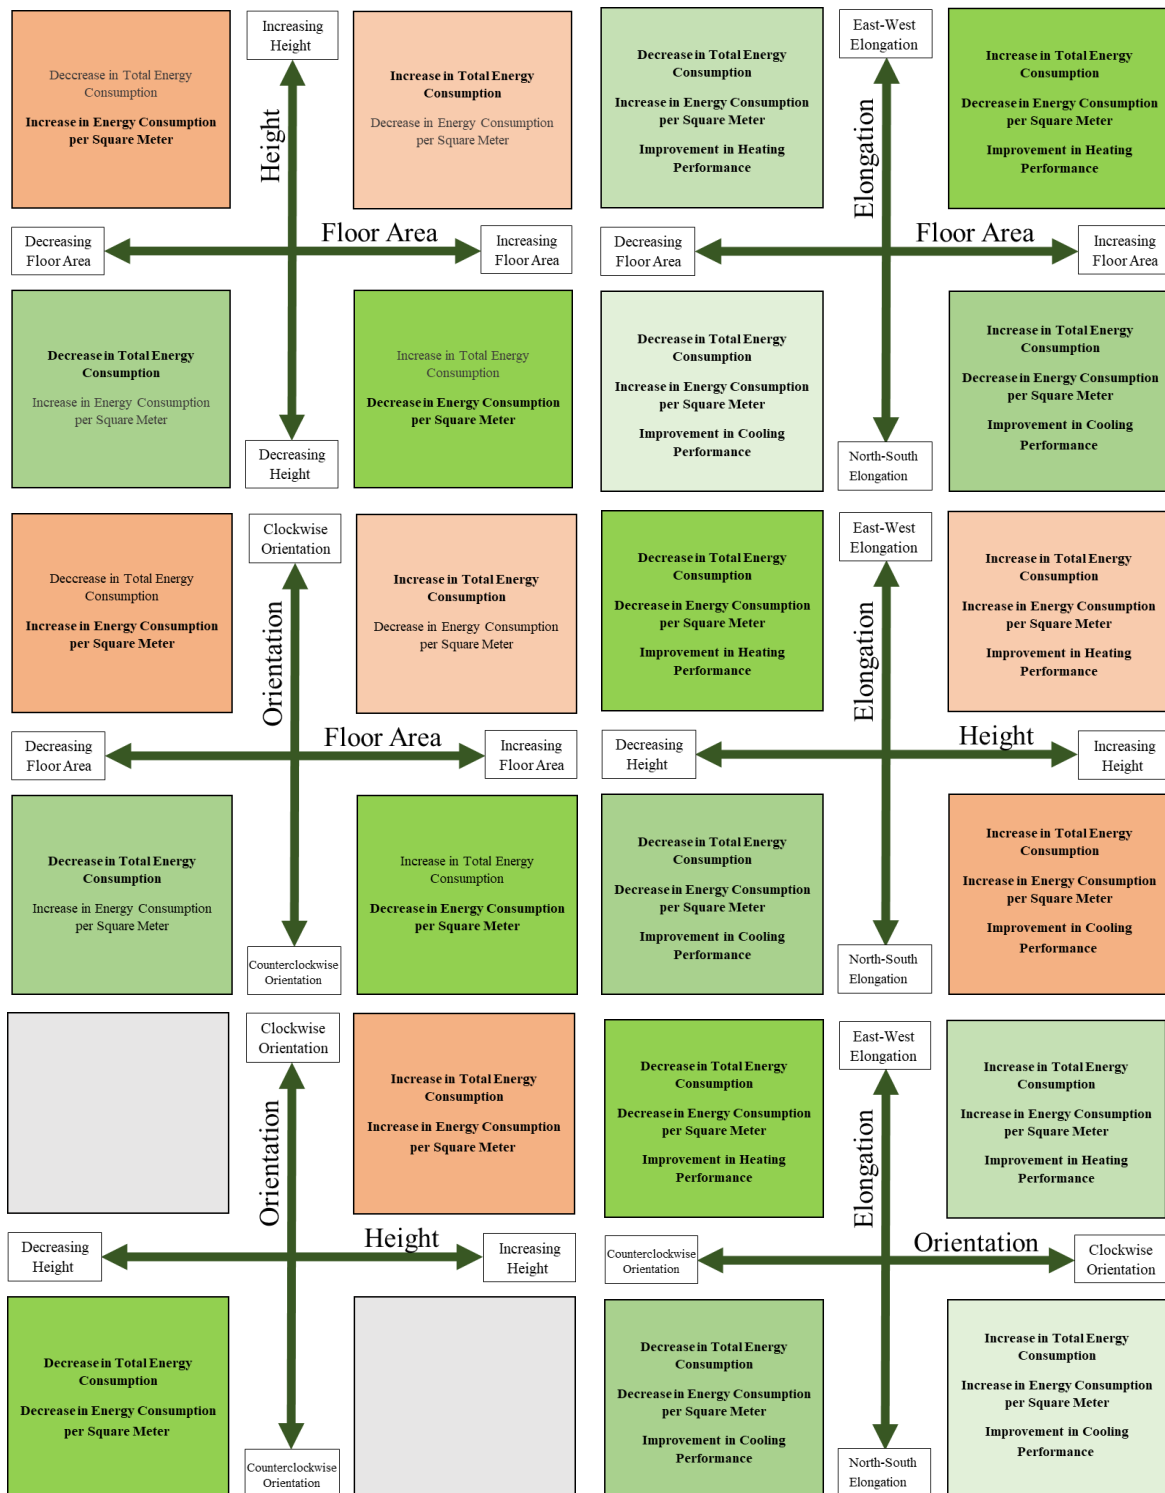 Increasing
Height
Deccrease in Total Energy
Consumption
Increase in Energy Consumption
per Square Meter
Increase in Total Energy
Consumption
Decrease in Energy Consumption
per Square Meter
Height
Floor Area
Decreasing
Floor Area
Increasing
Floor Area
Decrease in Total Energy
Consumption
Increase in Energy Consumption
per Square Meter
Increase in Total Energy
Consumption
Decrease in Energy Consumption
per Square Meter
Decreasing
Height
East-West
Elongation
Decrease in Total Energy
Consumption
Increase in Energy Consumption
per Square Meter
Improvement in Heating
Performance
Increase in Total Energy
Consumption
Decrease in Energy Consumption
per Square Meter
Improvement in Heating
Performance
Elongation
Floor Area
Decreasing
Floor Area
Increasing
Floor Area
Decrease in Total Energy
Consumption
Increase in Energy Consumption
per Square Meter
Improvement in Cooling
Performance
Increase in Total Energy
Consumption
Decrease in Energy Consumption
per Square Meter
Improvement in Cooling
Performance
North-South
Elongation
Clockwise
Orientation
Deccrease in Total Energy
Consumption
Increase in Energy Consumption
per Square Meter
Increase in Total Energy
Consumption
Decrease in Energy Consumption
per Square Meter
Orientation
Floor Area
Decreasing
Floor Area
Increasing
Floor Area
Decrease in Total Energy
Consumption
Increase in Energy Consumption
per Square Meter
Increase in Total Energy
Consumption
Decrease in Energy Consumption
per Square Meter
Counterclockwise
Orientation
East-West
Elongation
Decrease in Total Energy
Consumption
Decrease in Energy Consumption
per Square Meter
Improvement in Heating
Performance
Increase in Total Energy
Consumption
Increase in Energy Consumption
per Square Meter
Improvement in Heating
Performance
Elongation
Height
Decreasing
Height
Increasing
Height
Decrease in Total Energy
Consumption
Decrease in Energy Consumption
per Square Meter
Improvement in Cooling
Performance
Increase in Total Energy
Consumption
Increase in Energy Consumption
per Square Meter
Improvement in Cooling
Performance
North-South
Elongation
Clockwise
Orientation
Increase in Total Energy
Consumption
Increase in Energy Consumption
per Square Meter
Orientation
Height
Decreasing
Height
Increasing
Height
Decrease in Total Energy
Consumption
Decrease in Energy Consumption
per Square Meter
Counterclockwise
Orientation
East-West
Elongation
Decrease in Total Energy
Consumption
Decrease in Energy Consumption
per Square Meter
Improvement in Heating
Performance
Increase in Total Energy
Consumption
Increase in Energy Consumption
per Square Meter
Improvement in Heating
Performance
Elongation
Orientation
Counterclockwise
Orientation
Clockwise
Orientation
Decrease in Total Energy
Consumption
Decrease in Energy Consumption
per Square Meter
Improvement in Cooling
Performance
Increase in Total Energy
Consumption
Increase in Energy Consumption
per Square Meter
Improvement in Cooling
Performance
North-South
Elongation